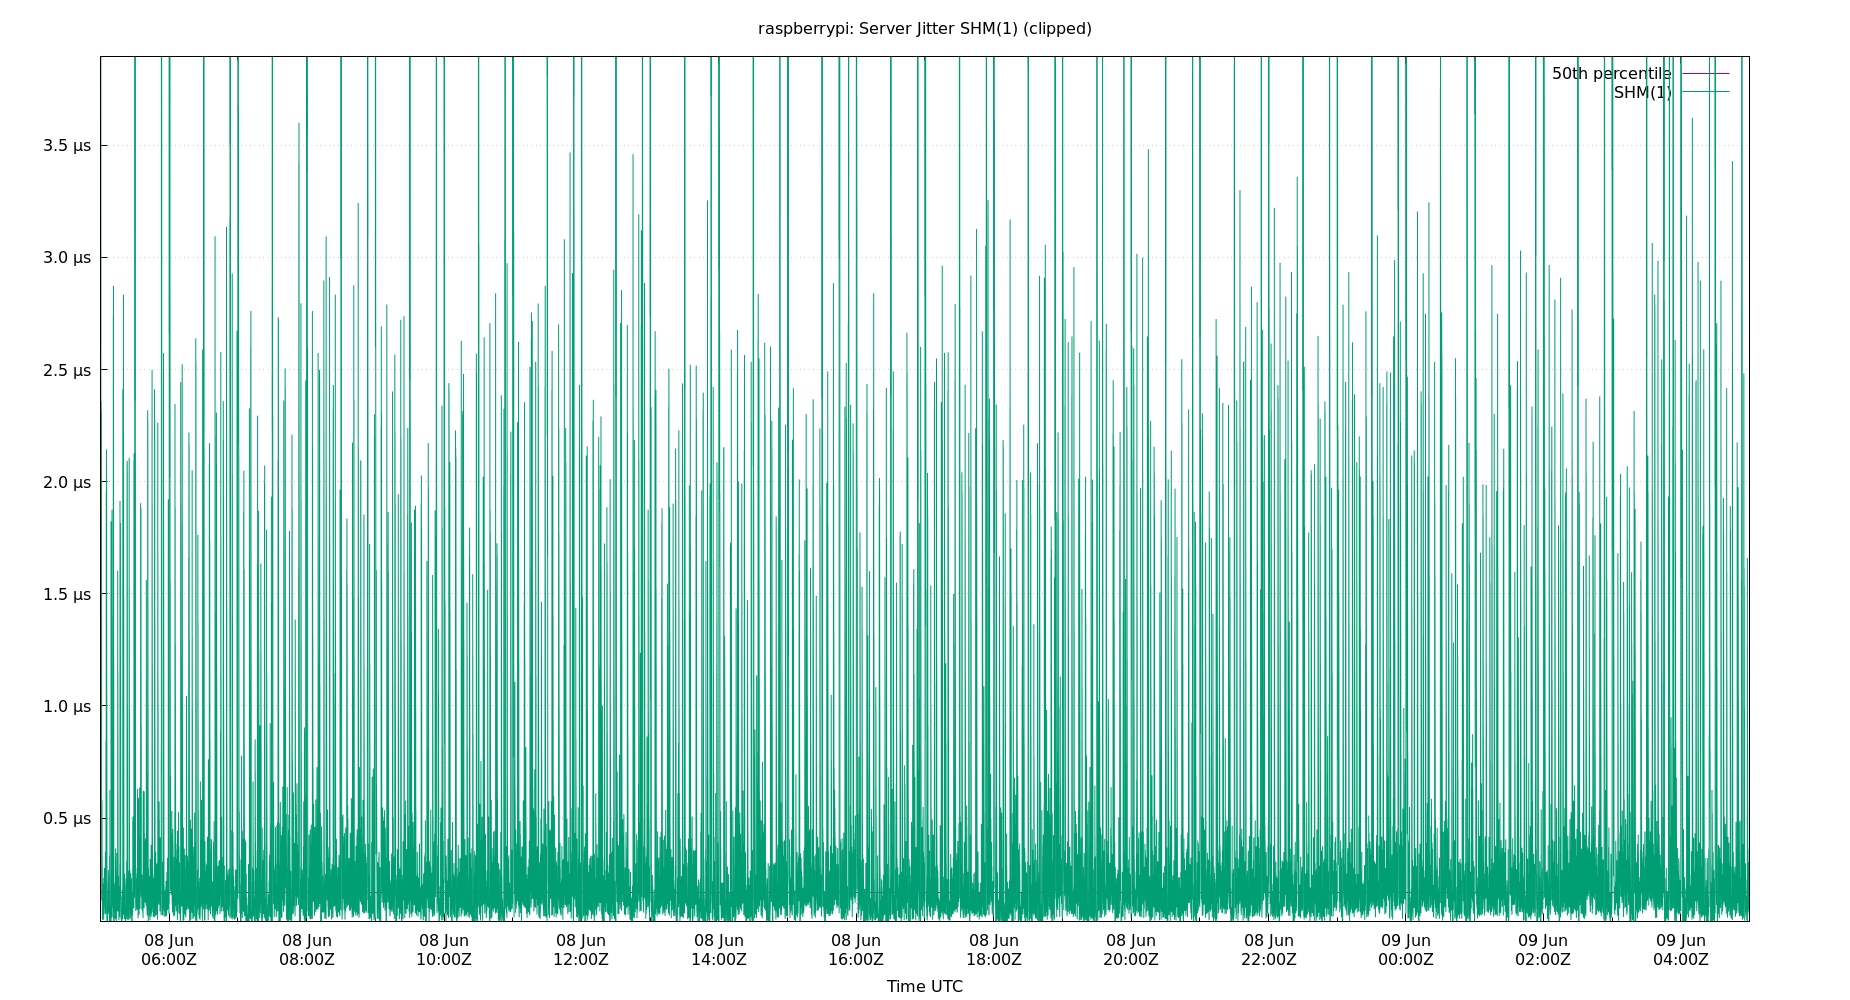 raspberrypi: Server Jitter SHM(1) (clipped)
50th percentile
SHM(1)
3.5 µs
3.0 µs
2.5 µs
2.0 µs
1.5 µs
1.0 µs
0.5 µs
08 Jun 08 Jun 08 Jun 08 Jun 08 Jun 08 Jun 08 Jun 08 Jun 08 Jun 09 Jun 09 Jun 09 Jun
06:00Z 08:00Z 10:00Z 12:00Z 14:00Z 16:00Z 18:00Z 20:00Z 22:00Z 00:00Z 02:00Z 04:00Z
Time UTC